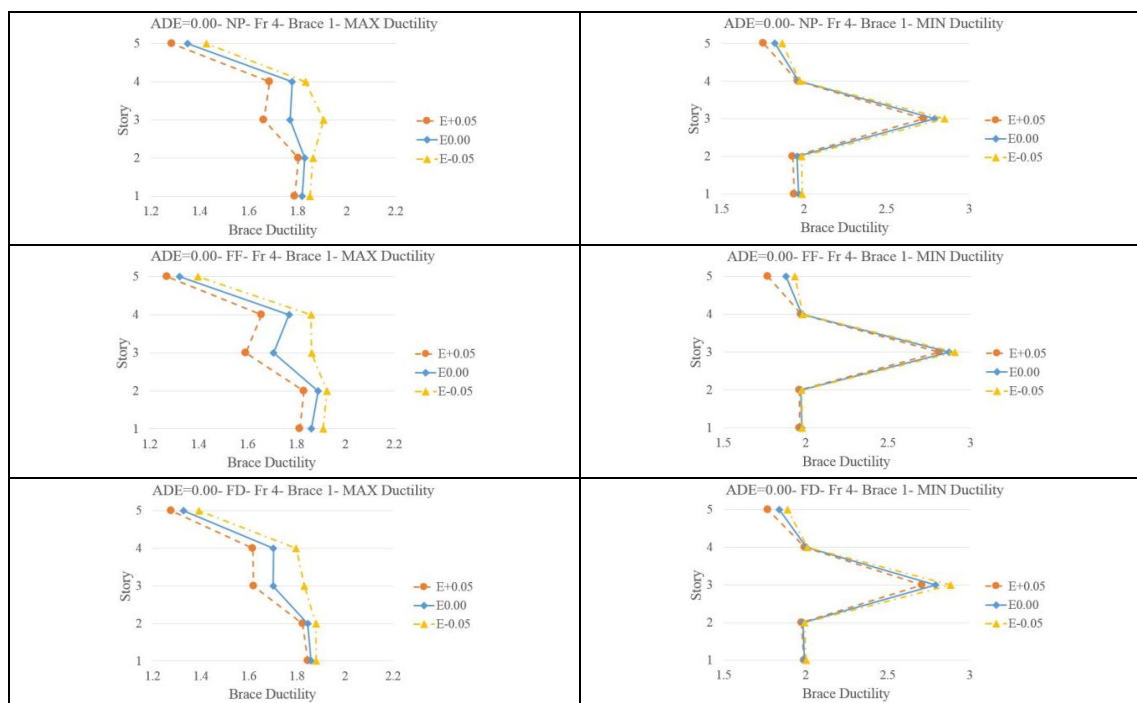 ADE=0.00- NP- Fr 4- Brace 1- MAX Ductility
5
4
3
2
1
Story
1.2 1.4 1.6 1.8 2 2.2
Brace Ductility
E+0.05
E0.00
E-0.05
ADE=0.00- NP- Fr 4- Brace 1- MIN Ductility
5
4
3
2
1
Story
1.5 2 2.5 3
Brace Ductility
E+0.05
E0.00
E-0.05
ADE=0.00- FF- Fr 4- Brace 1- MAX Ductility
5
4
3
2
1
Story
1.2 1.4 1.6 1.8 2 2.2
Brace Ductility
E+0.05
E0.00
E-0.05
ADE=0.00- FF- Fr 4- Brace 1- MIN Ductility
5
4
3
2
1
Story
1.5 2 2.5 3
Brace Ductility
E+0.05
E0.00
E-0.05
ADE=0.00- FD- Fr 4- Brace 1- MAX Ductility
5
4
3
2
1
Story
1.2 1.4 1.6 1.8 2 2.2
Brace Ductility
E+0.05
E0.00
E-0.05
ADE=0.00- FD- Fr 4- Brace 1- MIN Ductility
5
4
3
2
1
Story
1.5 2 2.5 3
Brace Ductility
E+0.05
E0.00
E-0.05